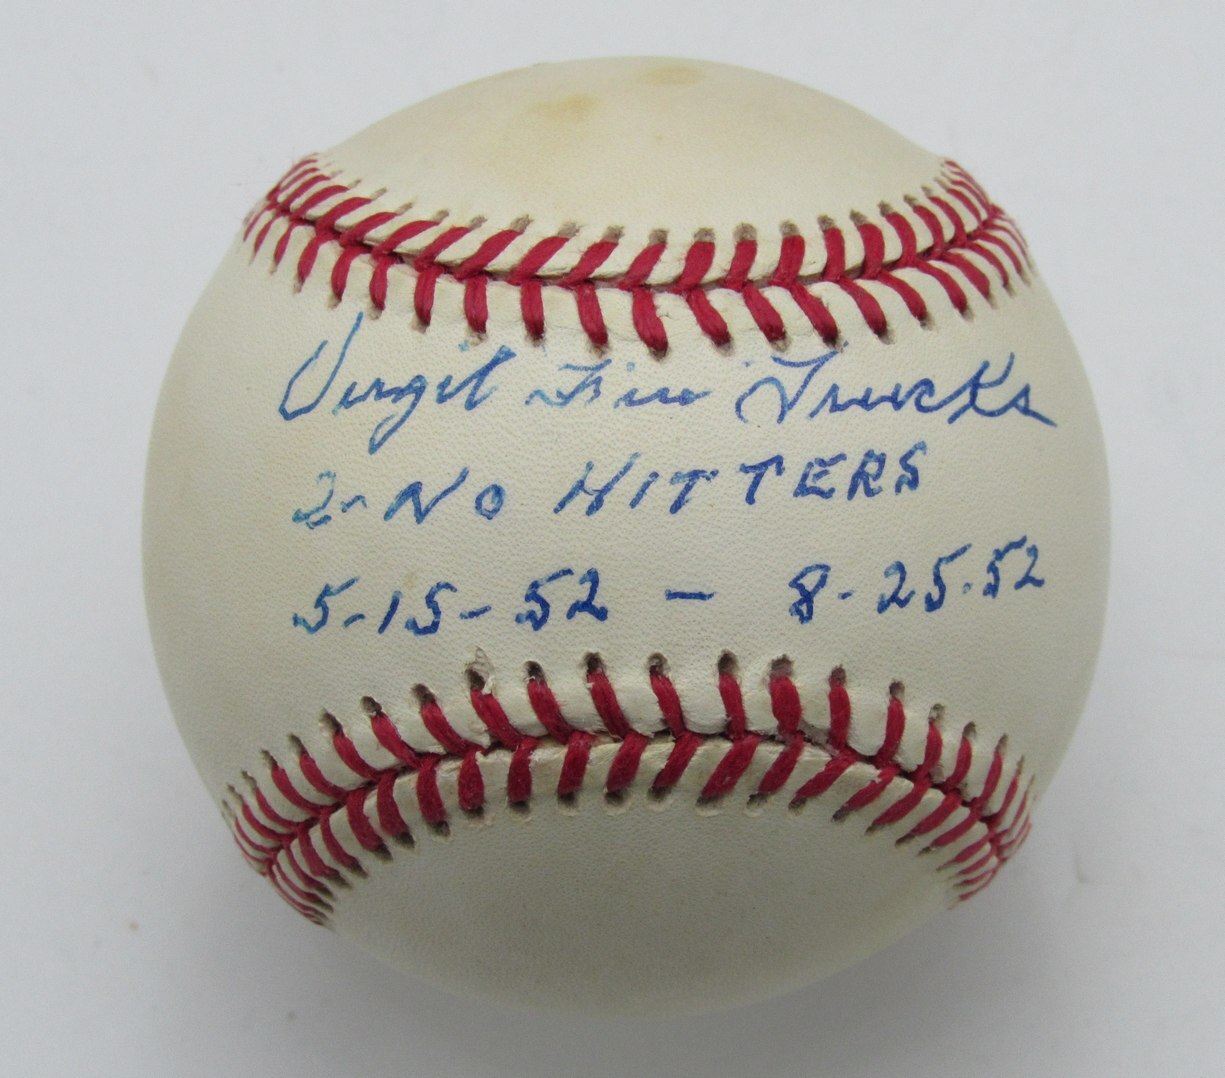 Virgil Fire Trucks
2-NO HITTERS
5-15-52 - 8-25-52